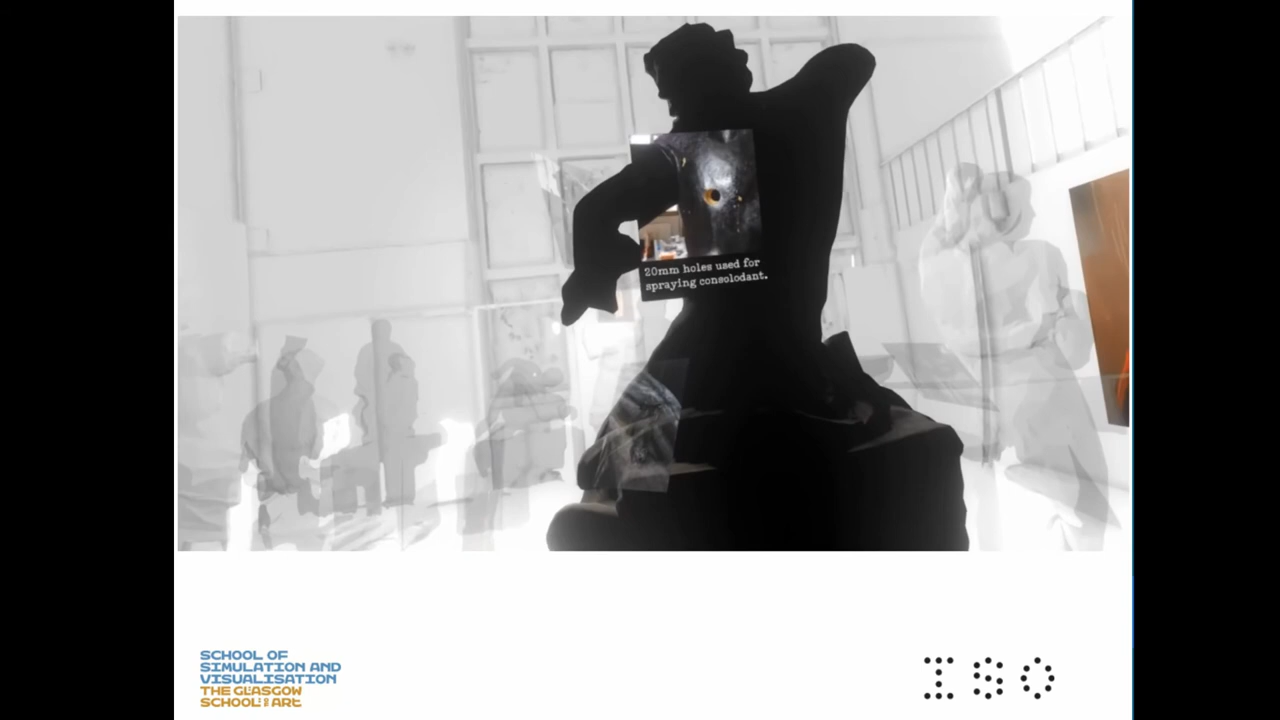 20mm holes used for
spraying consolodant.
SCHOOL OF
SIMULATION AND
VISUALISATION
THE GLASGOW
SCHOOL OF ART
ISO